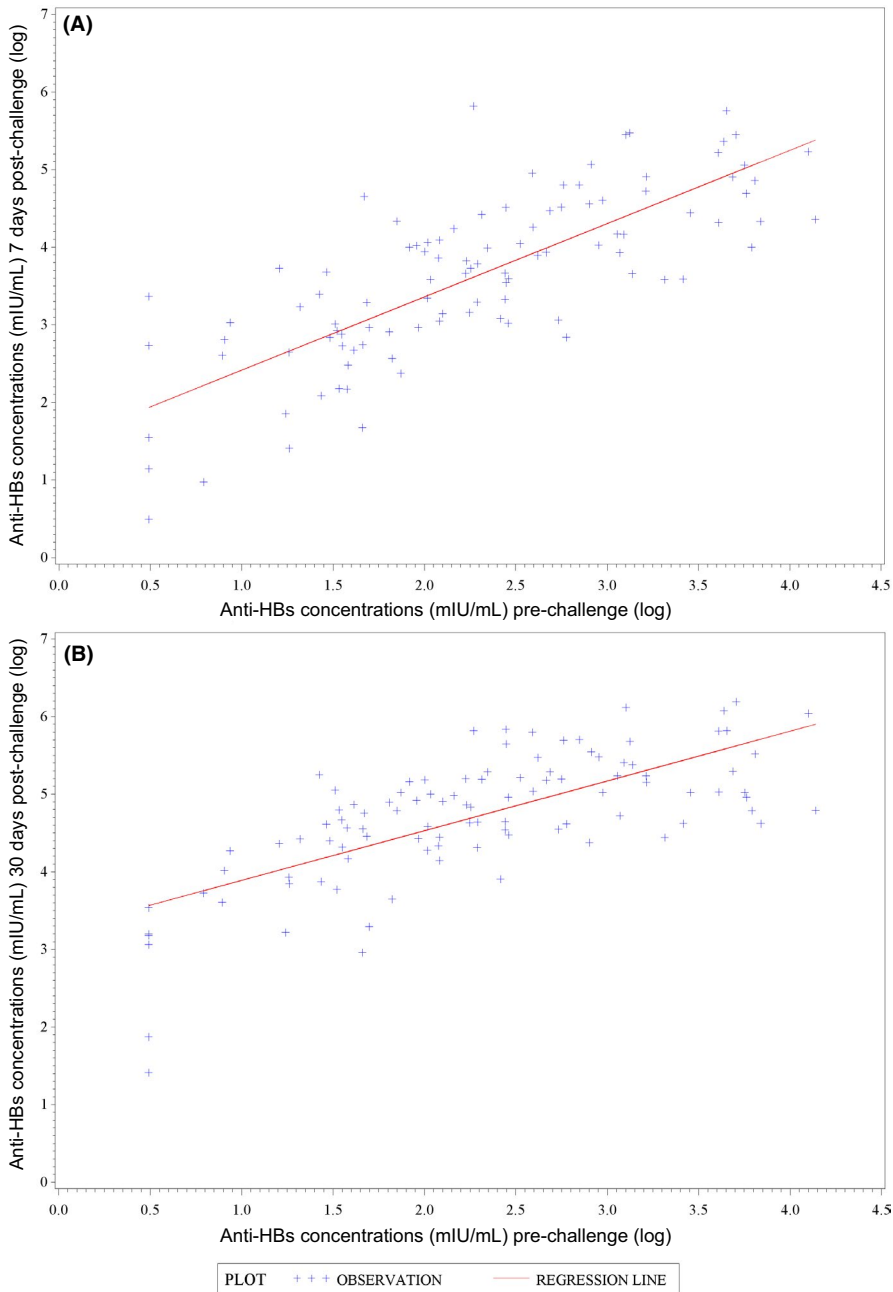 (A)
Anti-HBs concentrations (mIU/mL) 7 days post-challenge (log)
7
6
5
4
3
2
1
0
0.0 0.5 1.0 1.5 2.0 2.5 3.0 3.5 4.0 4.5
Anti-HBs concentrations (mIU/mL) pre-challenge (log)
(B)
Anti-HBs concentrations (mIU/mL) 30 days post-challenge (log)
7
6
5
4
3
2
1
0
0.0 0.5 1.0 1.5 2.0 2.5 3.0 3.5 4.0 4.5
Anti-HBs concentrations (mIU/mL) pre-challenge (log)
PLOT + + + OBSERVATION REGRESSION LINE